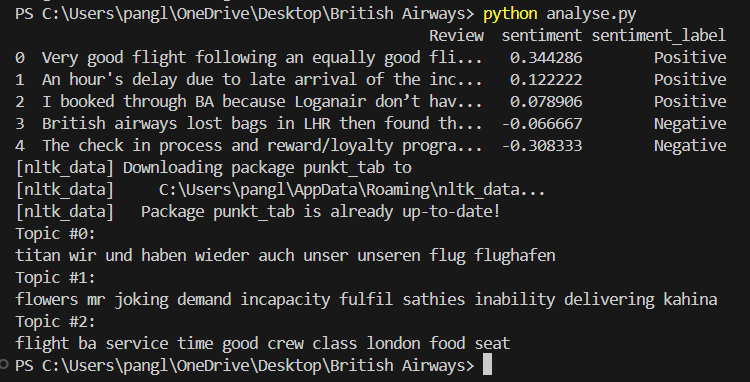 PS C:\Users\pangl\OneDrive\Desktop\British Airways> python analyse.py
Review sentiment sentiment_label
0 Very good flight following an equally good fli... 0.344286 Positive
1 An hour's delay due to late arrival of the inc... 0.122222 Positive
2 I booked through BA because Loganair don’t hav... 0.078906 Positive
3 British airways lost bags in LHR then found th... -0.066667 Negative
4 The check in process and reward/loyalty progra... -0.308333 Negative
[nltk_data] Downloading package punkt_tab to
[nltk_data] C:\Users\pangl\AppData\Roaming\nltk_data...
[nltk_data] Package punkt_tab is already up-to-date!
Topic #0:
titan wir und haben wieder auch unser unseren flug flughafen
Topic #1:
flowers mr joking demand incapacity fulfil sathies inability delivering kahina
Topic #2:
flight ba service time good crew class london food seat
PS C:\Users\pangl\OneDrive\Desktop\British Airways>